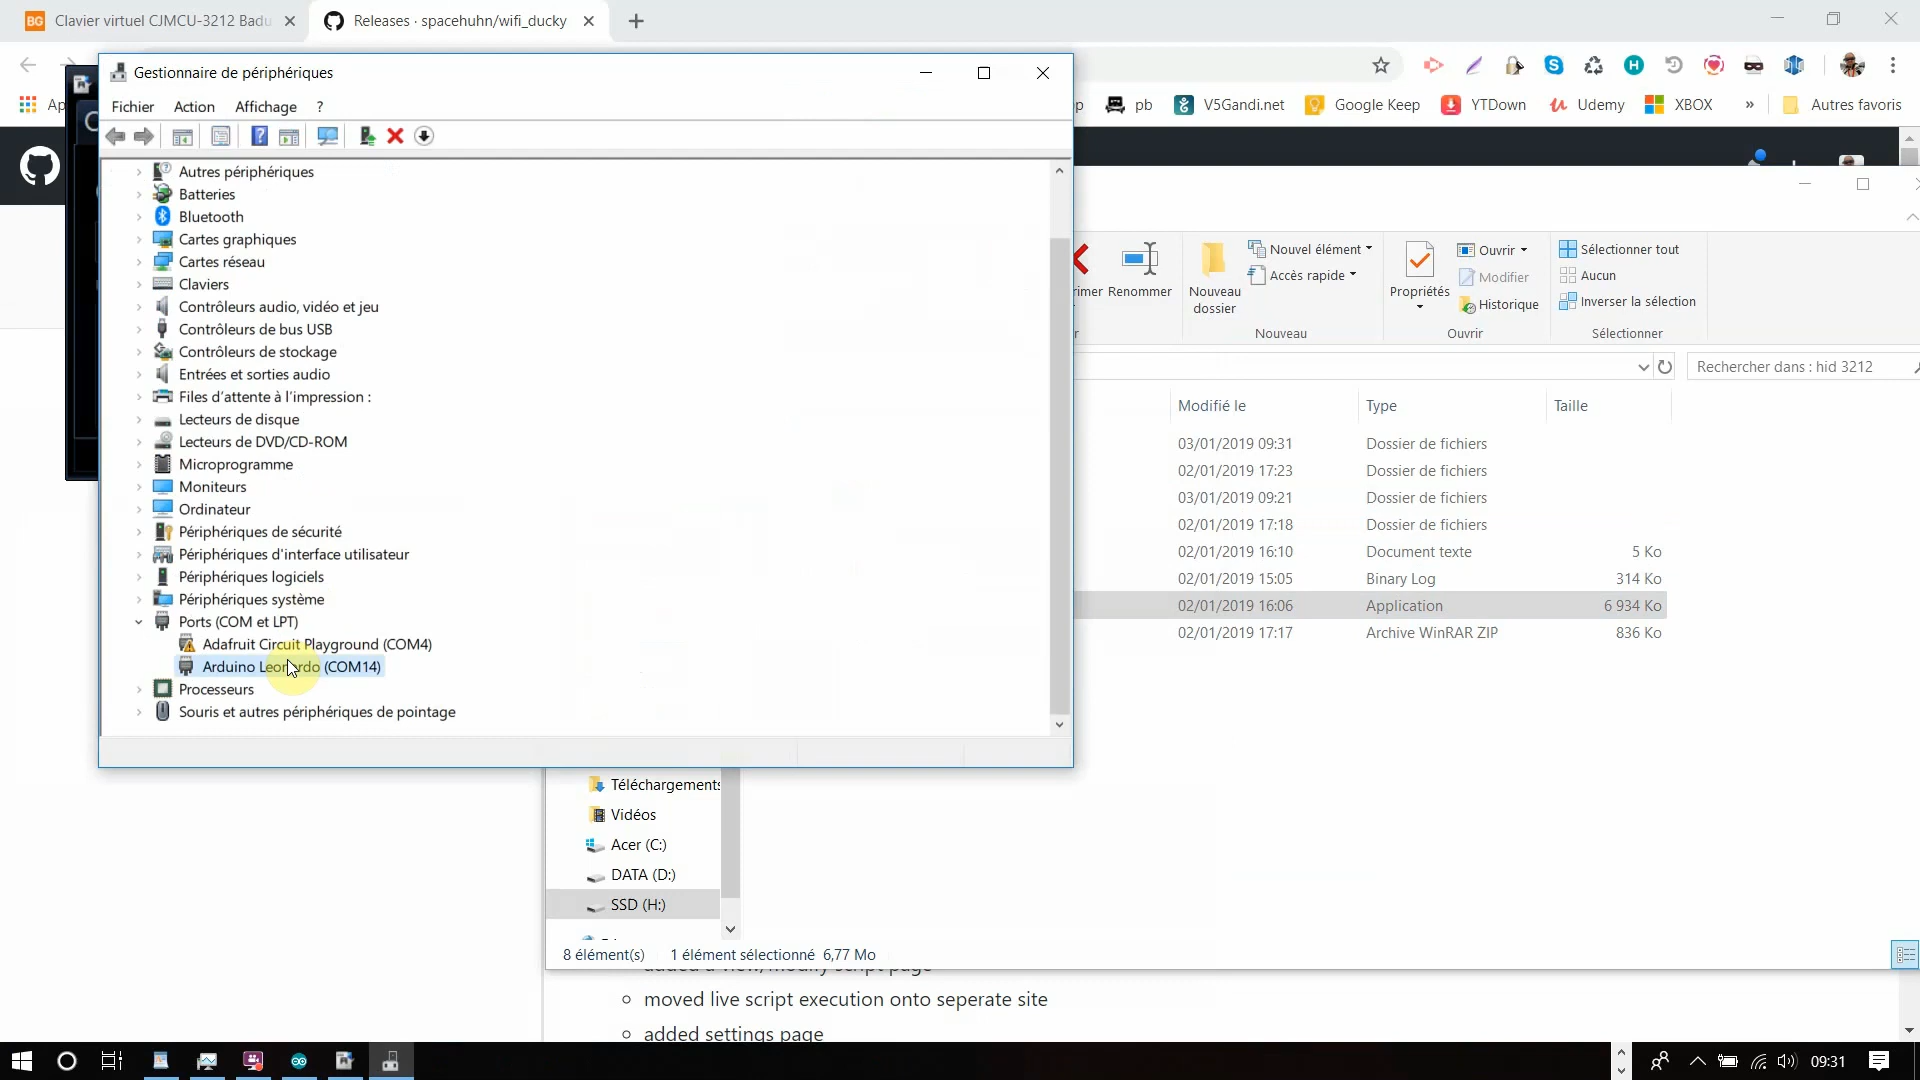 Clavier virtuel CJMCU-3212 Badu
Releases · spacehuhn/wifi_ducky
Gestionnaire de périphériques
Fichier Action Affichage ?
pb V5Gandi.net Google Keep YTDown Udemy XBOX » Autres favoris
Autres périphériques
Batteries
Bluetooth
Cartes graphiques
Cartes réseau
Claviers
Contrôleurs audio, vidéo et jeu
Contrôleurs de bus USB
Contrôleurs de stockage
Entrées et sorties audio
Files d'attente à l'impression :
Lecteurs de disque
Lecteurs de DVD/CD-ROM
Microprogramme
Moniteurs
Ordinateur
Périphériques de sécurité
Périphériques d'interface utilisateur
Périphériques logiciels
Périphériques système
Ports (COM et LPT)
Adafruit Circuit Playground (COM4)
Arduino Leonardo (COM14)
Processeurs
Souris et autres périphériques de pointage
Renommer
Nouveau
dossier
Nouvel élément
Accès rapide
Nouveau
Propriétés
Ouvrir
Modifier
Historique
Ouvrir
Sélectionner tout
Aucun
Inverser la sélection
Sélectionner
Rechercher dans : hid 3212
Modifié le Type Taille
03/01/2019 09:31 Dossier de fichiers
02/01/2019 17:23 Dossier de fichiers
03/01/2019 09:21 Dossier de fichiers
02/01/2019 17:18 Dossier de fichiers
02/01/2019 16:10 Document texte 5 Ko
02/01/2019 15:05 Binary Log 314 Ko
02/01/2019 16:06 Application 6 934 Ko
02/01/2019 17:17 Archive WinRAR ZIP 836 Ko
Téléchargements
Vidéos
Acer (C:)
DATA (D:)
SSD (H:)
8 élément(s) 1 élément sélectionné 6,77 Mo
moved live script execution onto seperate site
added settings page
09:31